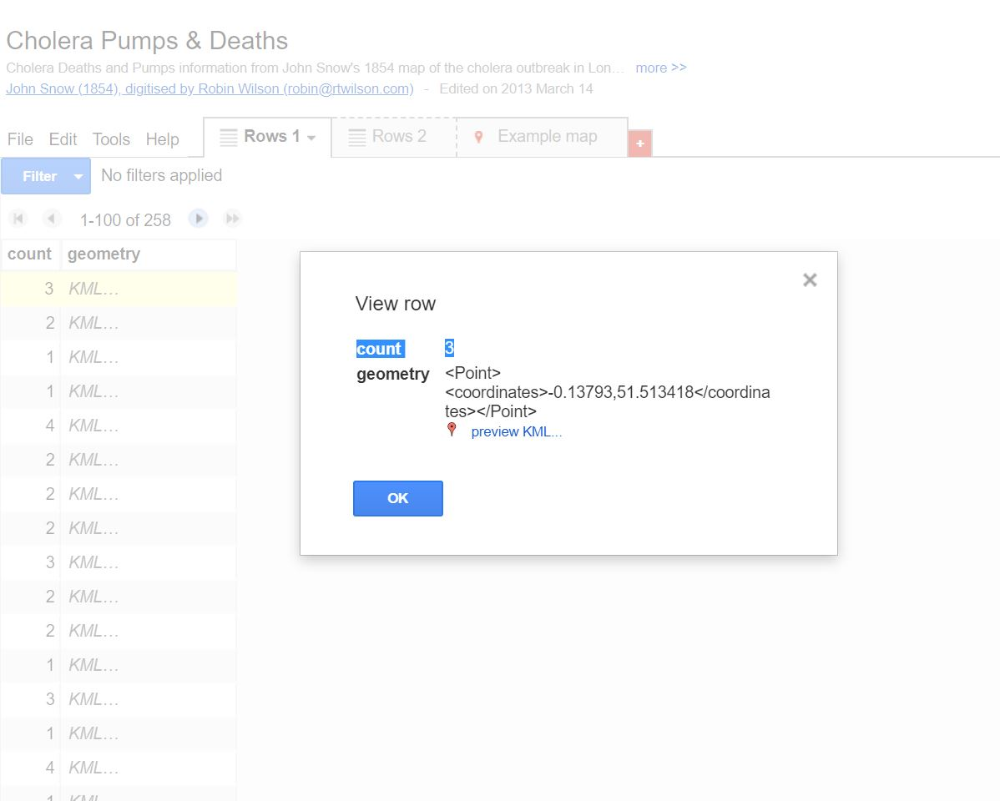 Cholera Pumps & Deaths
Cholera Deaths and Pumps information from John Snow's 1854 map of the cholera outbreak in Lon... more >>
John Snow (1854), digitised by Robin Wilson (robin@rtwilson.com) - Edited on 2013 March 14
File Edit Tools Help Rows 1 Rows 2 Example map +
Filter No filters applied
1-100 of 258
count geometry
3 KML...
2 KML...
1 KML...
1 KML...
4 KML...
2 KML...
2 KML...
2 KML...
3 KML...
2 KML...
2 KML...
1 KML...
3 KML...
1 KML...
4 KML...
1 KML...
View row
count 3
geometry <Point>
<coordinates>-0.13793,51.513418</coordina
tes></Point>
preview KML...
OK